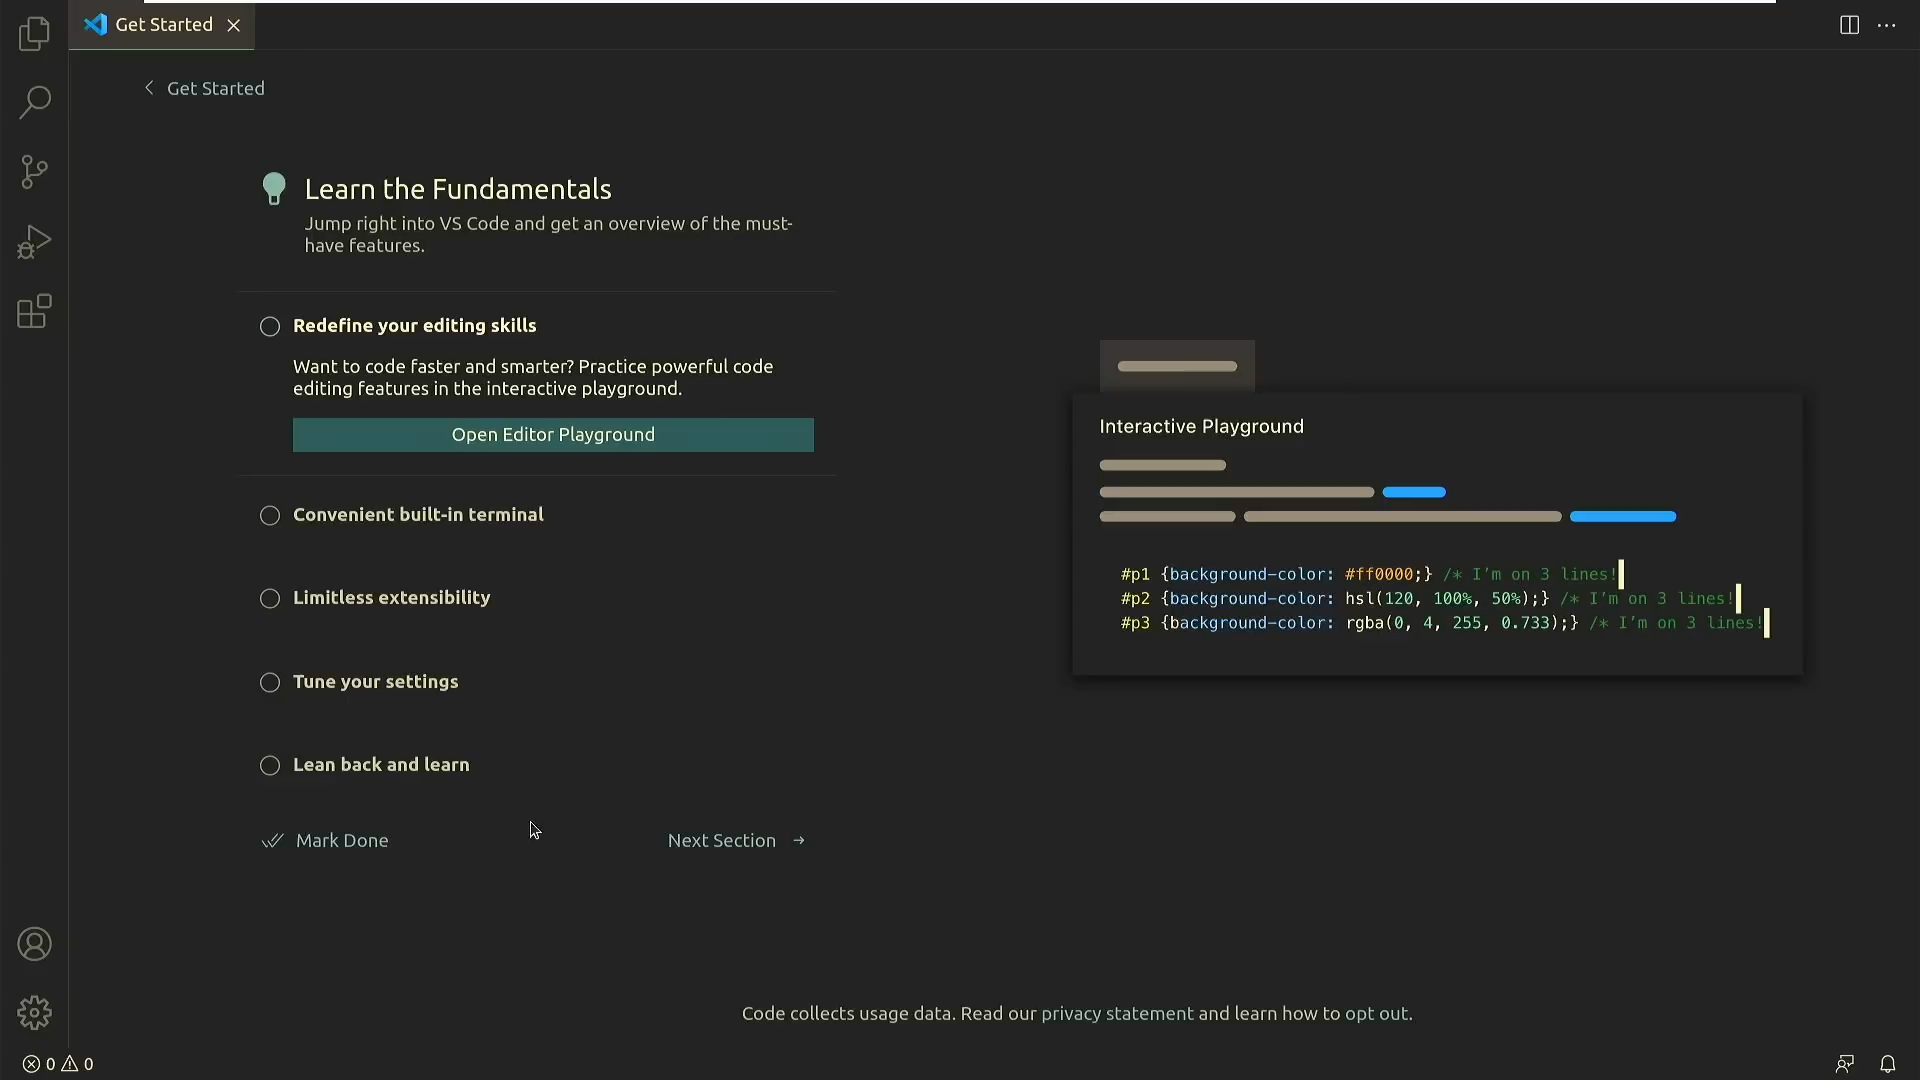 Get Started
Get Started
Learn the Fundamentals
Jump right into VS Code and get an overview of the must-
have features.
Redefine your editing skills
Want to code faster and smarter? Practice powerful code
editing features in the interactive playground.
Open Editor Playground
Convenient built-in terminal
Limitless extensibility
Tune your settings
Lean back and learn
Mark Done
Next Section →
Interactive Playground
#p1 {background-color: #ff0000;} /* I'm on 3 lines!
#p2 {background-color: hsl(120, 100%, 50%);} /* I'm on 3 lines!
#p3 {background-color: rgba(0, 4, 255, 0.733);} /* I'm on 3 lines!
Code collects usage data. Read our privacy statement and learn how to opt out.
0 0